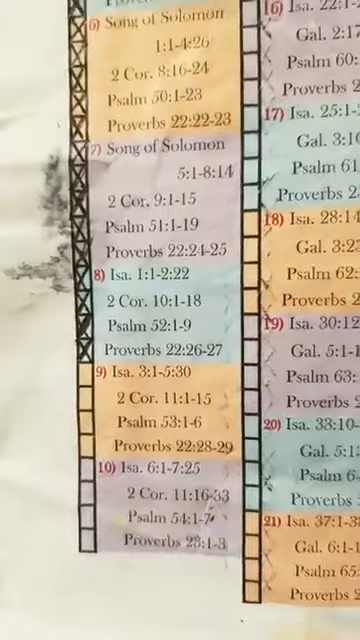 6) Song of Solomon
1:1-4:26
2 Cor. 8:16-24
Psalm 50:1-23
Proverbs 22:22-23
7) Song of Solomon
5:1-8:14
2 Cor. 9:1-15
Psalm 51:1-19
Proverbs 22:24-25
8) Isa. 1:1-2:22
2 Cor. 10:1-18
Psalm 52:1-9
Proverbs 22:26-27
9) Isa. 3:1-5:30
2 Cor. 11:1-15
Psalm 53:1-6
Proverbs 22:28-29
10) Isa. 6:1-7:25
2 Cor. 11:16-33
Psalm 54:1-7
Proverbs 23:1-3
16) Isa. 22:1-
Gal. 2:17
Psalm 60:
Proverbs 2
17) Isa. 25:1-
Gal. 3:10
Psalm 61
Proverbs 2
18) Isa. 28:14
Gal. 3:2
Psalm 62:
Proverbs 2
19) Isa. 30:12
Gal. 5:1-1
Psalm 63:
Proverbs 2
20) Isa. 33:10-
Gal. 5:1
Psalm 6
Proverbs
21) Isa. 37:1-3
Gal. 6:1-1
Psalm 65:
Proverbs 2